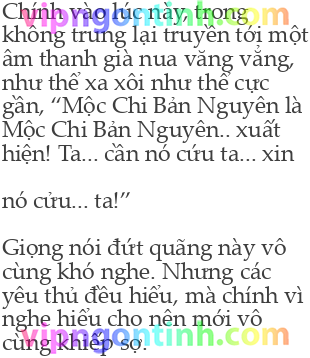 Chính vào lúc này, trong
không trung lại truyền tới một
âm thanh già nua văng vẳng,
như thể xa xôi như thể cực
gần, “Mộc Chi Bản Nguyên là
Mộc Chi Bản Nguyên.. xuất
hiện! Ta... cần nó cứu ta... xin
nó cửu... ta!”
Giọng nói đứt quãng này vô
cùng khó nghe. Nhưng các
yêu thủ đều hiểu, mà chính vì
nghe hiểu cho nên mới vô
cùng khiếp sợ.
vipngontinh.com
vipngontinh.com